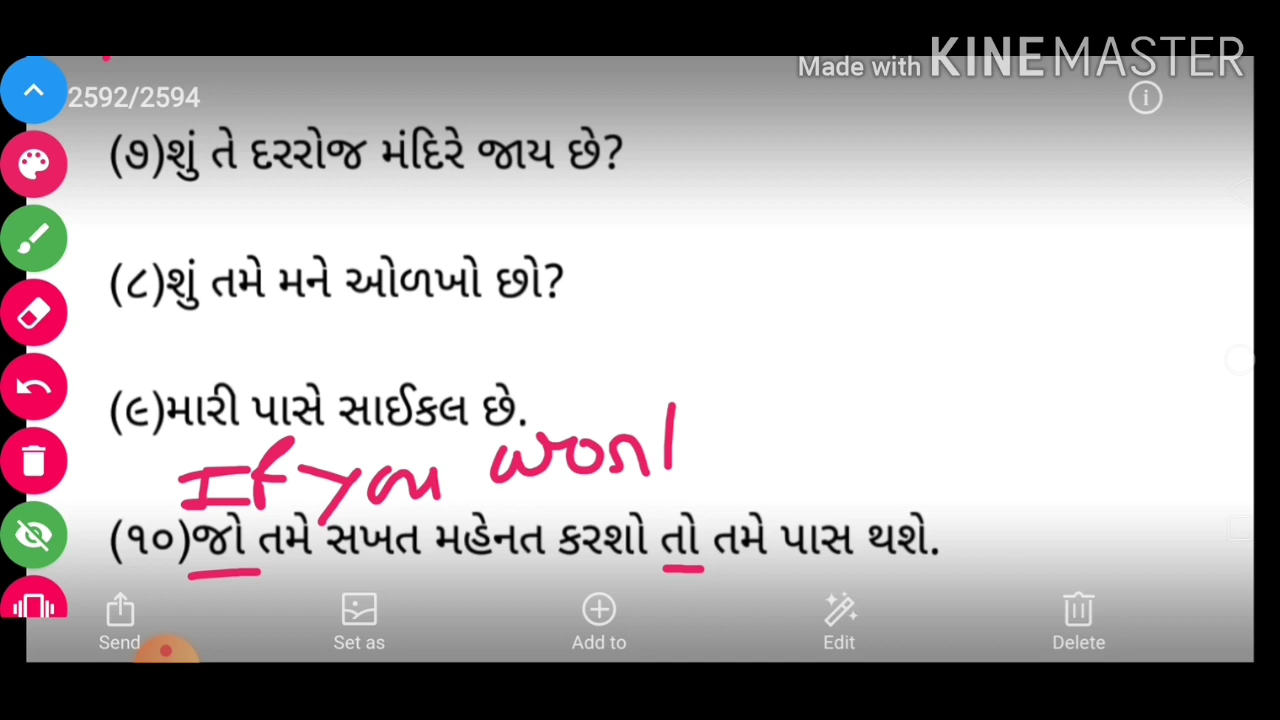 Made with KINEMASTER
2592/2594
(૭)શું તે દરરોજ મંદિરે જાય છે?
(૮)શું તમે મને ઓળખો છો?
(૯)મારી પાસે સાઈકલ છે.
If you
(૧૦)જો તમે સખત મહેનત કરશો તો તમે પાસ થશે.
Send Set as Add to Edit Delete